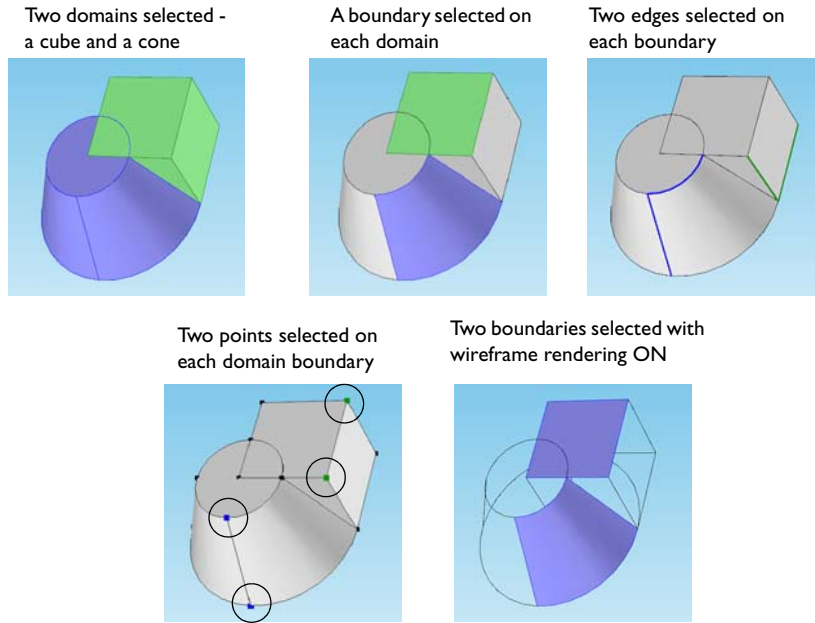 Two domains selected -
a cube and a cone
A boundary selected on
each domain
Two edges selected on
each boundary
Two points selected on
each domain boundary
Two boundaries selected with
wireframe rendering ON